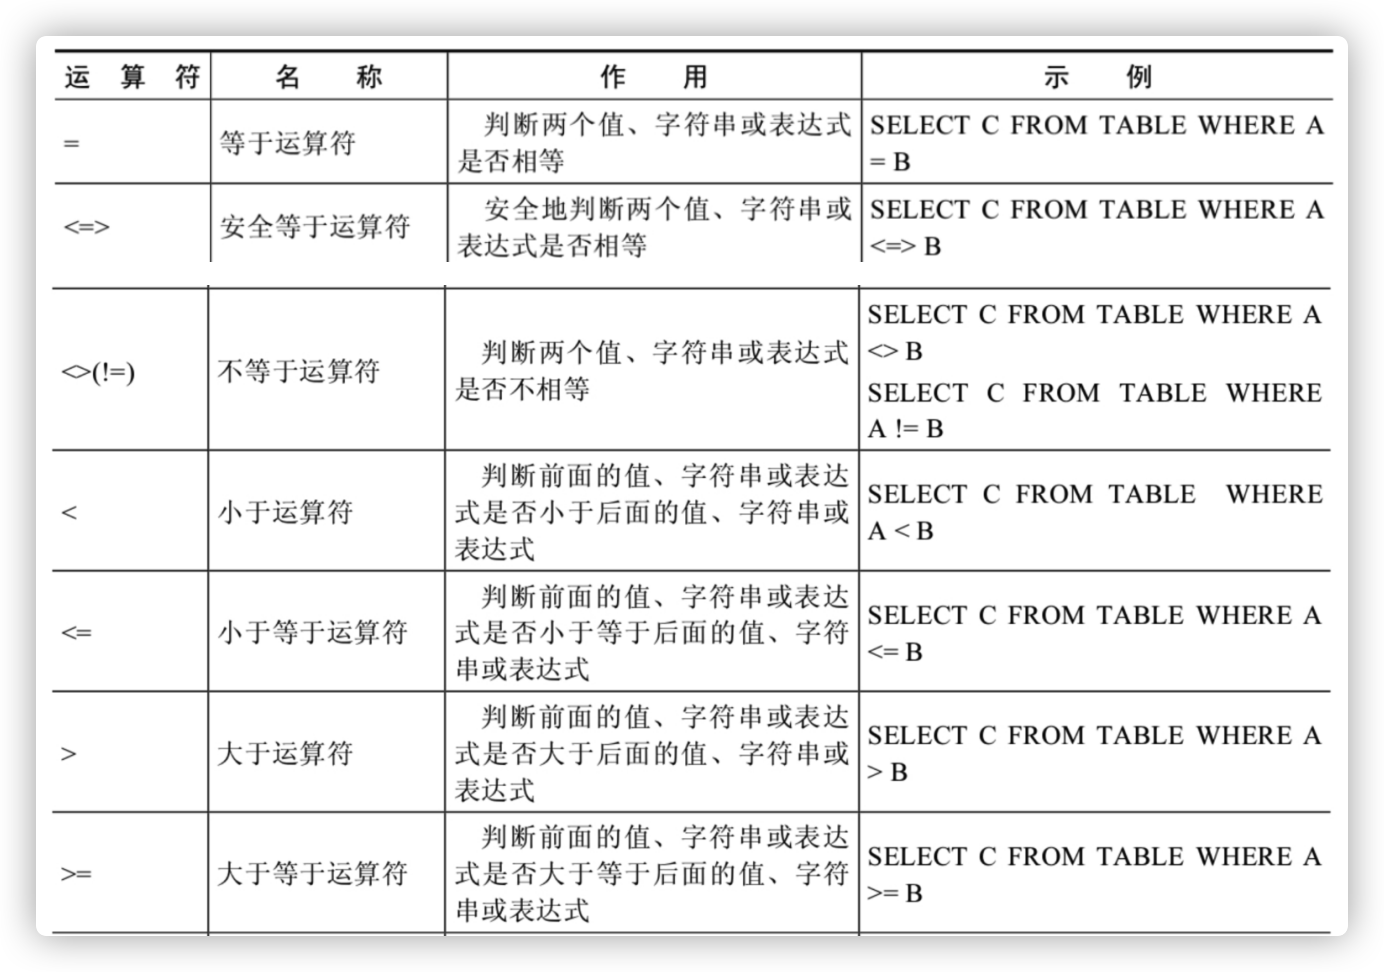 运 算 符 名 称 作 用 示 例
= 等于运算符 判断两个值、字符串或表达式 SELECT C FROM TABLE WHERE A
是否相等 = B
<=> 安全等于运算符 安全地判断两个值、字符串或 SELECT C FROM TABLE WHERE A
表达式是否相等 <=> B
<>(!=) 不等于运算符 判断两个值、字符串或表达式 SELECT C FROM TABLE WHERE A
是否不相等 <> B
SELECT C FROM TABLE WHERE
A != B
< 小于运算符 判断前面的值、字符串或表达 SELECT C FROM TABLE WHERE
式是否小于后面的值、字符串或 A < B
表达式
<= 小于等于运算符 判断前面的值、字符串或表达 SELECT C FROM TABLE WHERE A
式是否小于等于后面的值、字符 <= B
串或表达式
> 大于运算符 判断前面的值、字符串或表达 SELECT C FROM TABLE WHERE A
式是否大于后面的值、字符串或 > B
表达式
>= 大于等于运算符 判断前面的值、字符串或表达 SELECT C FROM TABLE WHERE A
式是否大于等于后面的值、字符 >= B
串或表达式